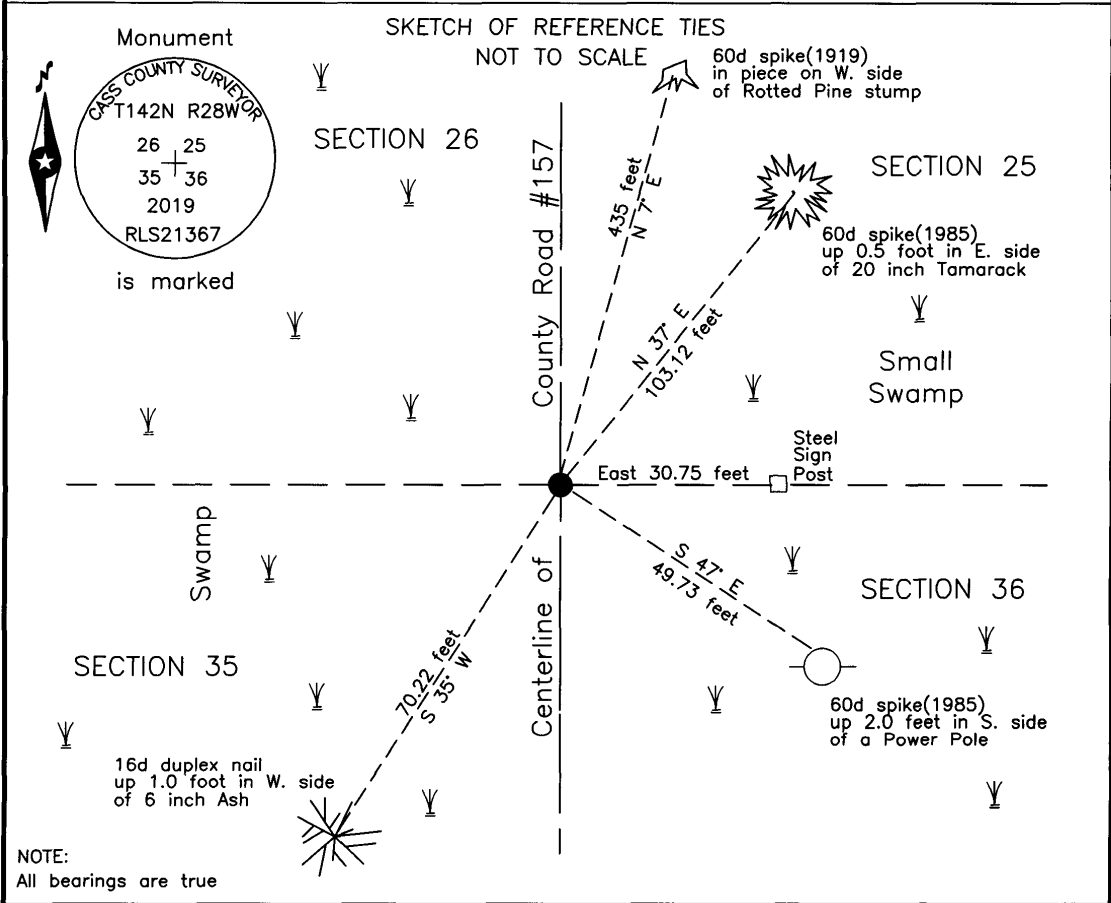 SKETCH OF REFERENCE TIES
NOT TO SCALE
Monument
N
CASS COUNTY SURVEYOR
T142N R28W
26 25
35 36
2019
RLS21367
is marked
60d spike(1919)
in piece on W. side
of Rotted Pine stump
SECTION 26
SECTION 25
435 feet
N 7° E
60d spike(1985)
up 0.5 foot in E. side
of 20 inch Tamarack
N 37° E
103.12 feet
County Road #157
Small
Swamp
Steel
Sign
Post
East 30.75 feet
Swamp
S 47° E
49.73 feet
SECTION 36
SECTION 35
70.22 feet
S 35° W
Centerline of
60d spike(1985)
up 2.0 feet in S. side
of a Power Pole
16d duplex nail
up 1.0 foot in W. side
of 6 inch Ash
NOTE:
All bearings are true